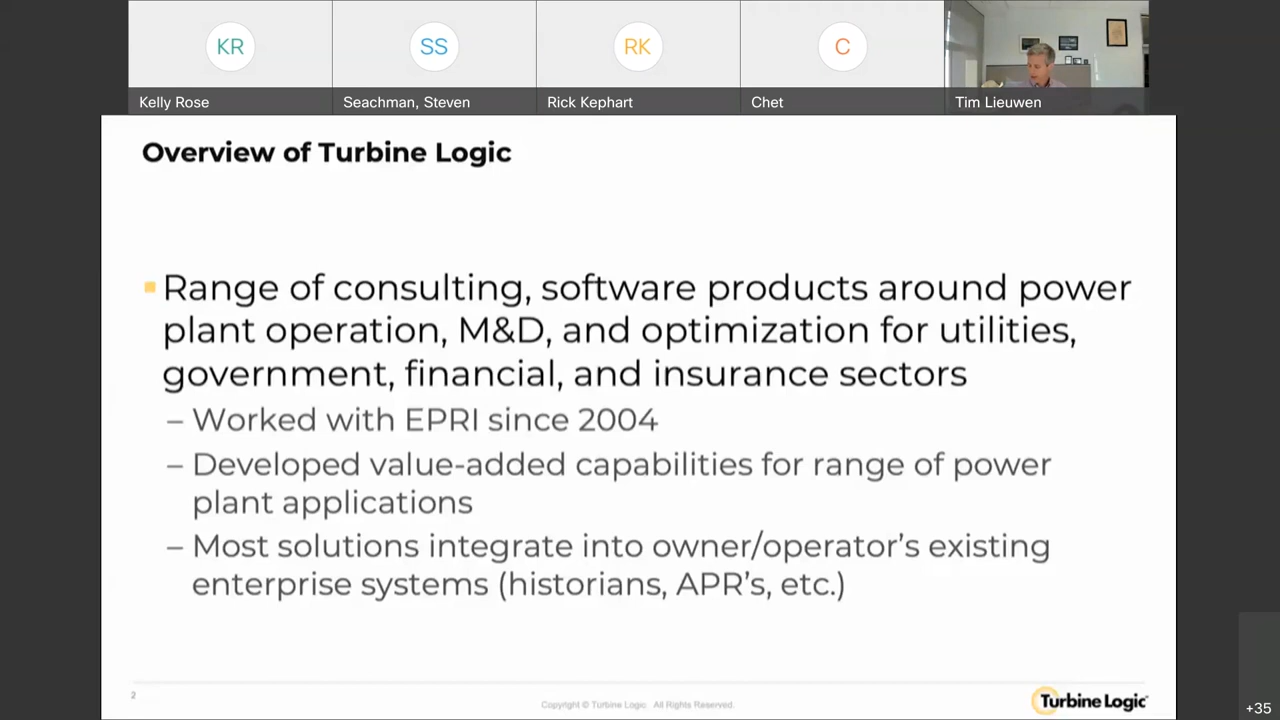 KR
SS
RK
C
Kelly Rose
Seachman, Steven
Rick Kephart
Chet
Tim Lieuwen
Overview of Turbine Logic
Range of consulting, software products around power
plant operation, M&D, and optimization for utilities,
government, financial, and insurance sectors
– Worked with EPRI since 2004
– Developed value-added capabilities for range of power
plant applications
– Most solutions integrate into owner/operator’s existing
enterprise systems (historians, APR’s, etc.)
2
Copyright © Turbine Logic All Rights Reserved.
Turbine Logic
+35